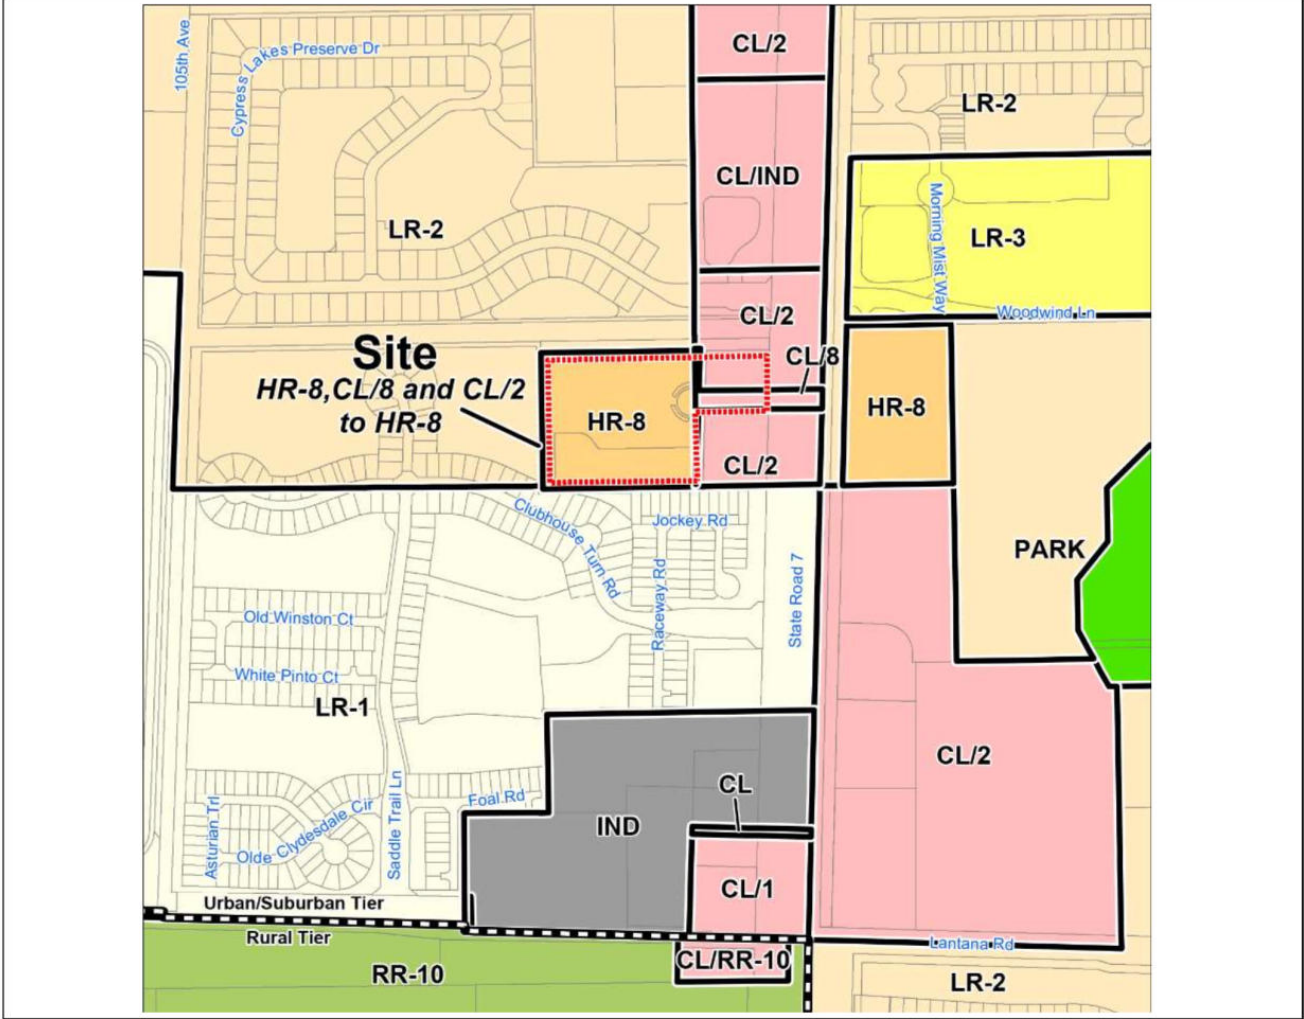 105th Ave
Cypress Lakes Preserve Dr
CL/2
LR-2
CL/IND
LR-2
Morning Mist Way
LR-3
CL/2
Woodwind Ln
Site
HR-8,CL/8 and CL/2
to HR-8
CL/8
HR-8
HR-8
CL/2
Clubhouse Turn Rd
Jockey Rd
Raceway Rd
State Road 7
PARK
Old Winston Ct
White Pinto Ct
LR-1
CL/2
CL
IND
Foal Rd
Asturian Trl
Olde Clydesdale Cir
Saddle Trail Ln
CL/1
Urban/Suburban Tier
Rural Tier
Lantana Rd
CL/RR-10
RR-10
LR-2